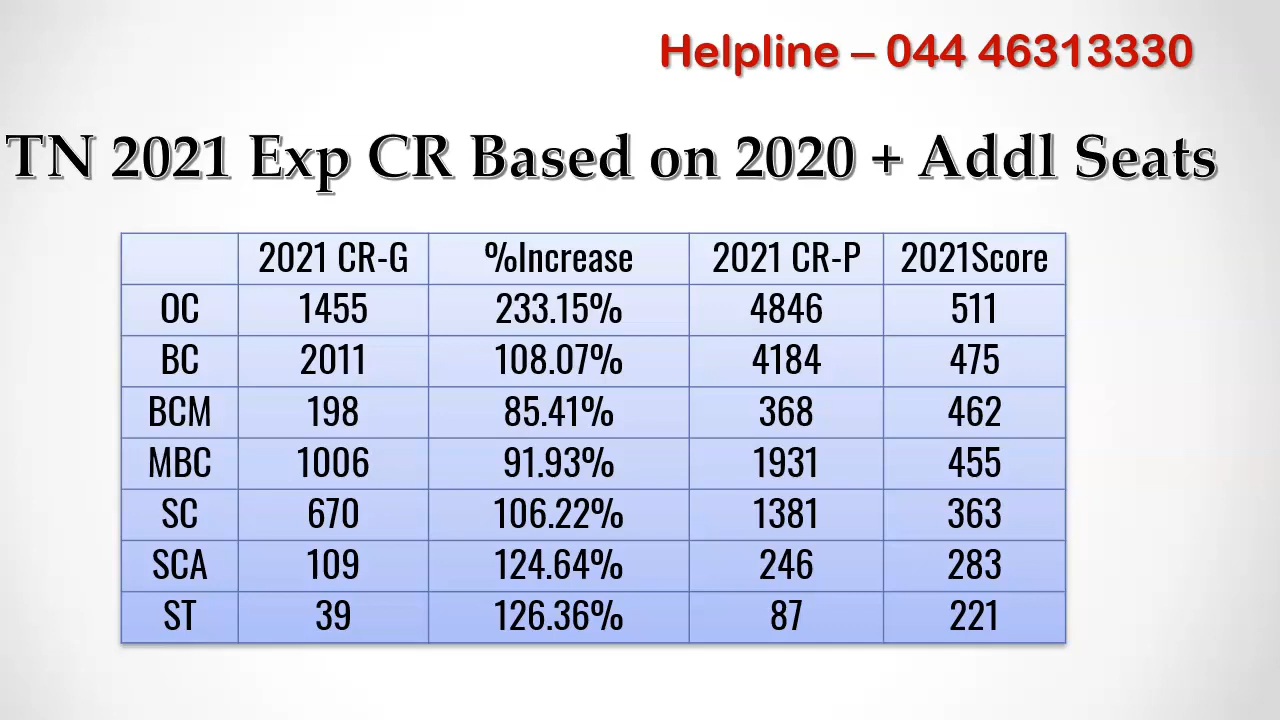 Helpline – 044 46313330
TN 2021 Exp CR Based on 2020 + Addl Seats
2021 CR-G %Increase 2021 CR-P 2021Score
OC 1455 233.15% 4846 511
BC 2011 108.07% 4184 475
BCM 198 85.41% 368 462
MBC 1006 91.93% 1931 455
SC 670 106.22% 1381 363
SCA 109 124.64% 246 283
ST 39 126.36% 87 221